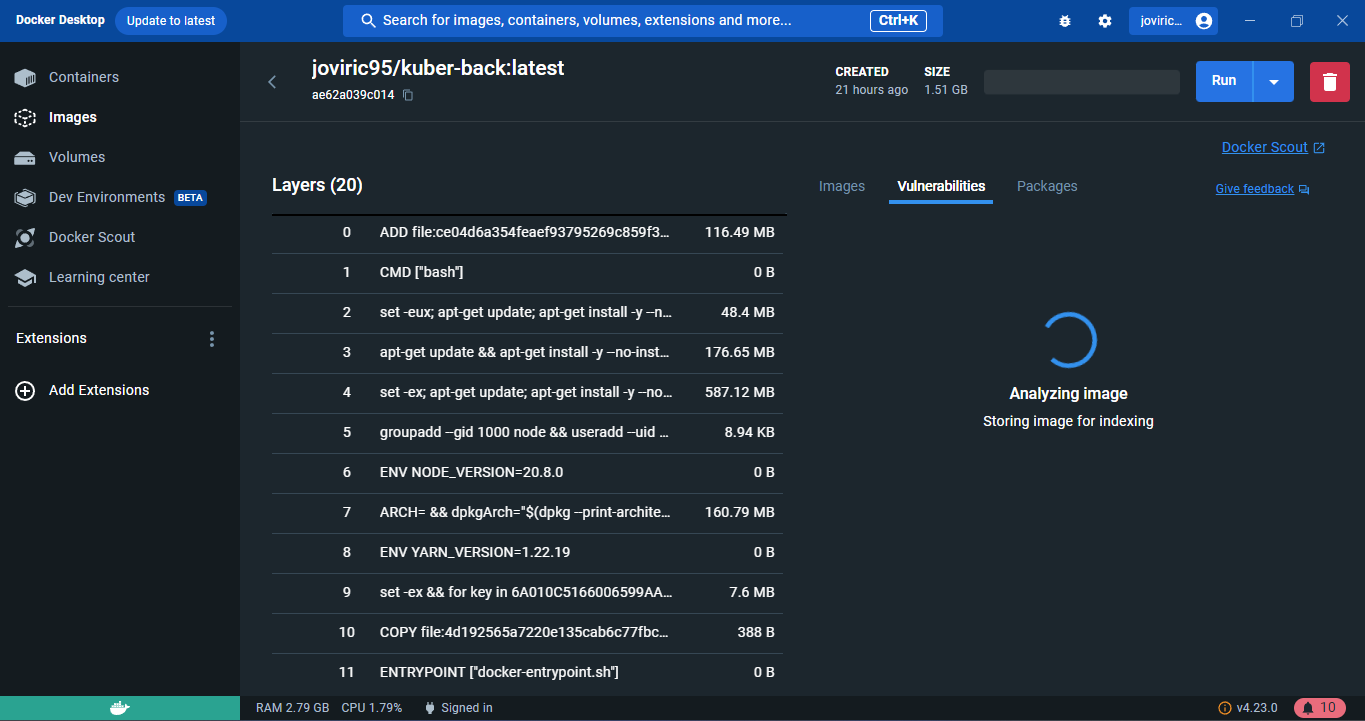 Docker Desktop
Update to latest
Search for images, containers, volumes, extensions and more...
Ctrl+K
joviric...
Containers
Images
Volumes
Dev Environments BETA
Docker Scout
Learning center
Extensions
Add Extensions
joviric95/kuber-back:latest
ae62a039c014
CREATED
21 hours ago
SIZE
1.51 GB
Run
Docker Scout
Give feedback
Layers (20)
0 ADD file:ce04d6a354feaef93795269c859f3... 116.49 MB
1 CMD ["bash"] 0 B
2 set -eux; apt-get update; apt-get install -y --n... 48.4 MB
3 apt-get update && apt-get install -y --no-inst... 176.65 MB
4 set -ex; apt-get update; apt-get install -y --no... 587.12 MB
5 groupadd --gid 1000 node && useradd --uid ... 8.94 KB
6 ENV NODE_VERSION=20.8.0 0 B
7 ARCH= && dpkgArch="$(dpkg --print-archite... 160.79 MB
8 ENV YARN_VERSION=1.22.19 0 B
9 set -ex && for key in 6A010C5166006599AA... 7.6 MB
10 COPY file:4d192565a7220e135cab6c77fbc... 388 B
11 ENTRYPOINT ["docker-entrypoint.sh"] 0 B
Images Vulnerabilities Packages
Analyzing image
Storing image for indexing
RAM 2.79 GB CPU 1.79% Signed in
v4.23.0
10